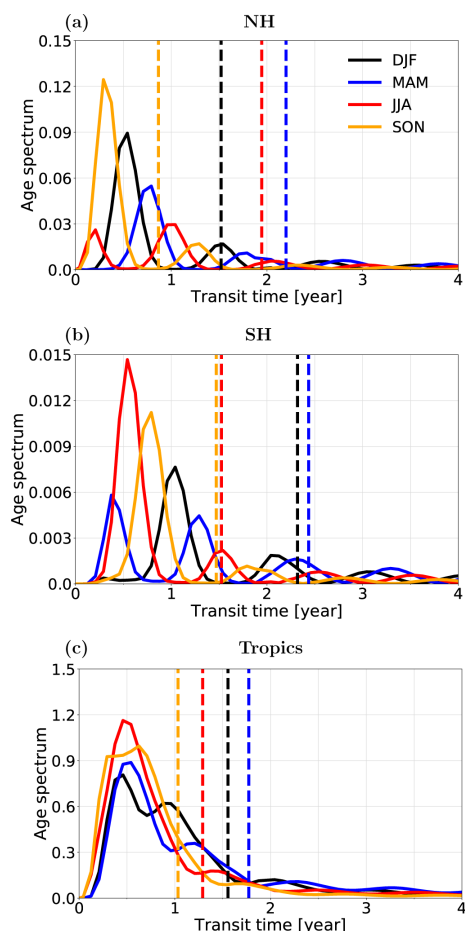 (a) NH
0.15
0.12
0.09
0.06
0.03
0.0
Age spectrum
DJF
MAM
JJA
SON
0 1 2 3 4
Transit time [year]
(b) SH
0.015
0.012
0.009
0.006
0.003
0.0
Age spectrum
0 1 2 3 4
Transit time [year]
(c) Tropics
1.5
1.2
0.9
0.6
0.3
0.0
Age spectrum
0 1 2 3 4
Transit time [year]